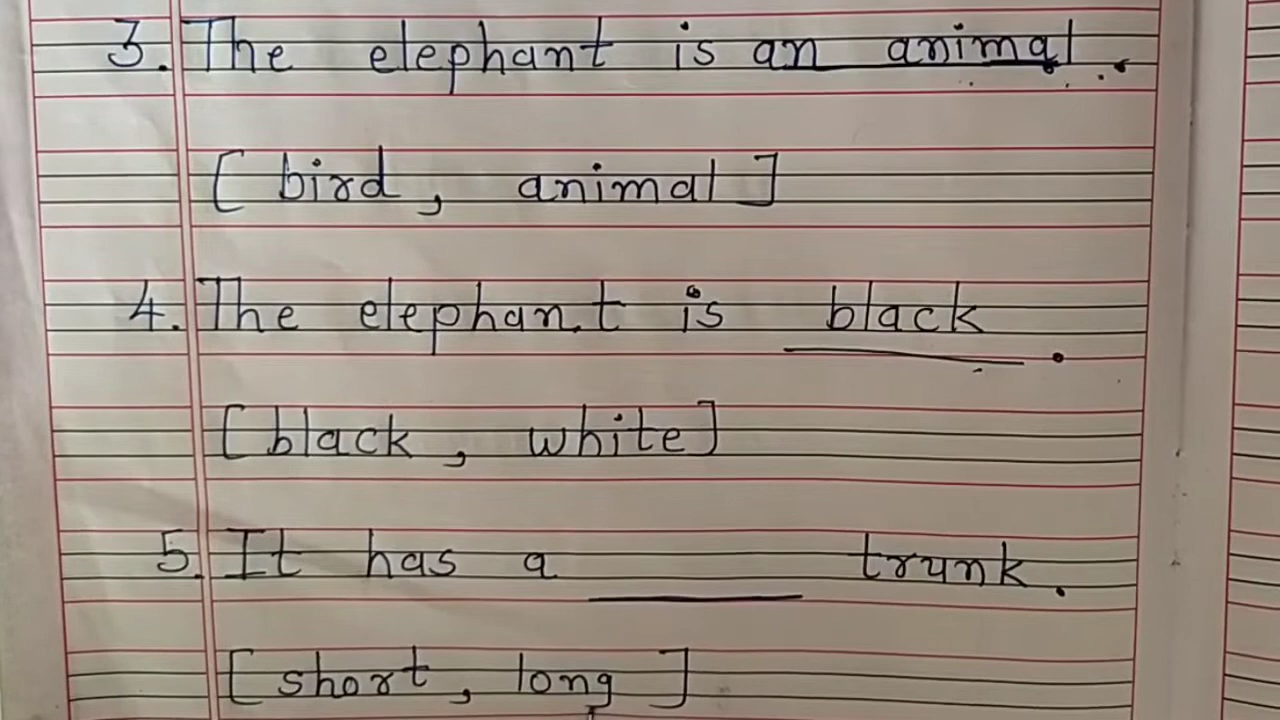 3. The elephant is an animal.
[ bird, animal ]
4. The elephant is black.
[ black, white ]
5. It has a ______ trunk.
[ short, long ]